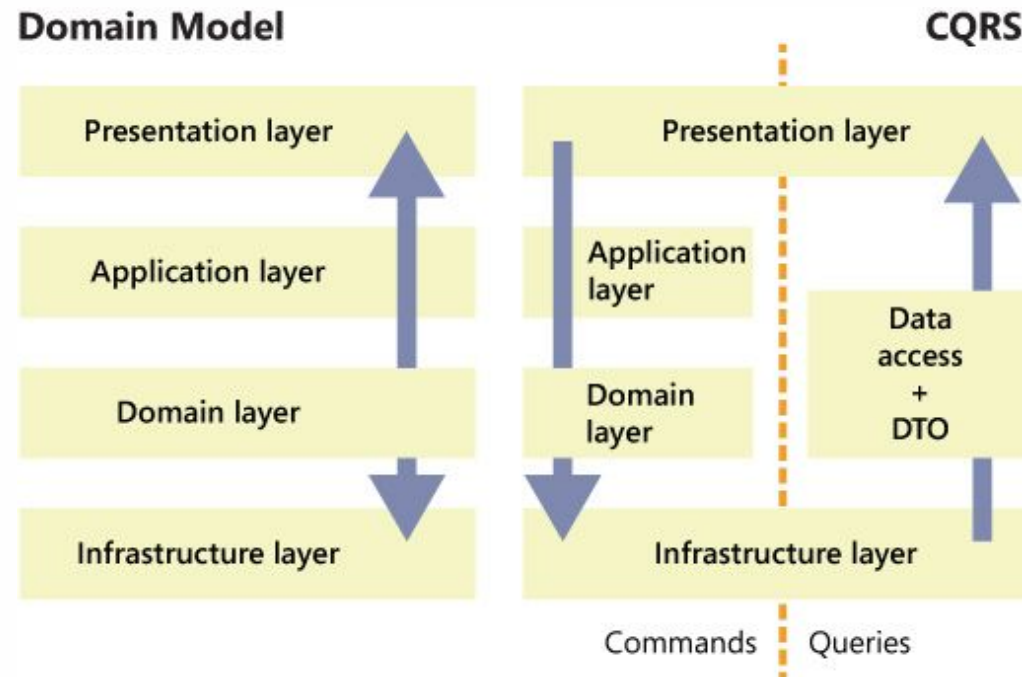 Domain Model
CQRS
Presentation layer
Application layer
Domain layer
Infrastructure layer
Presentation layer
Application
layer
Domain
layer
Data
access
+
DTO
Infrastructure layer
Commands
Queries